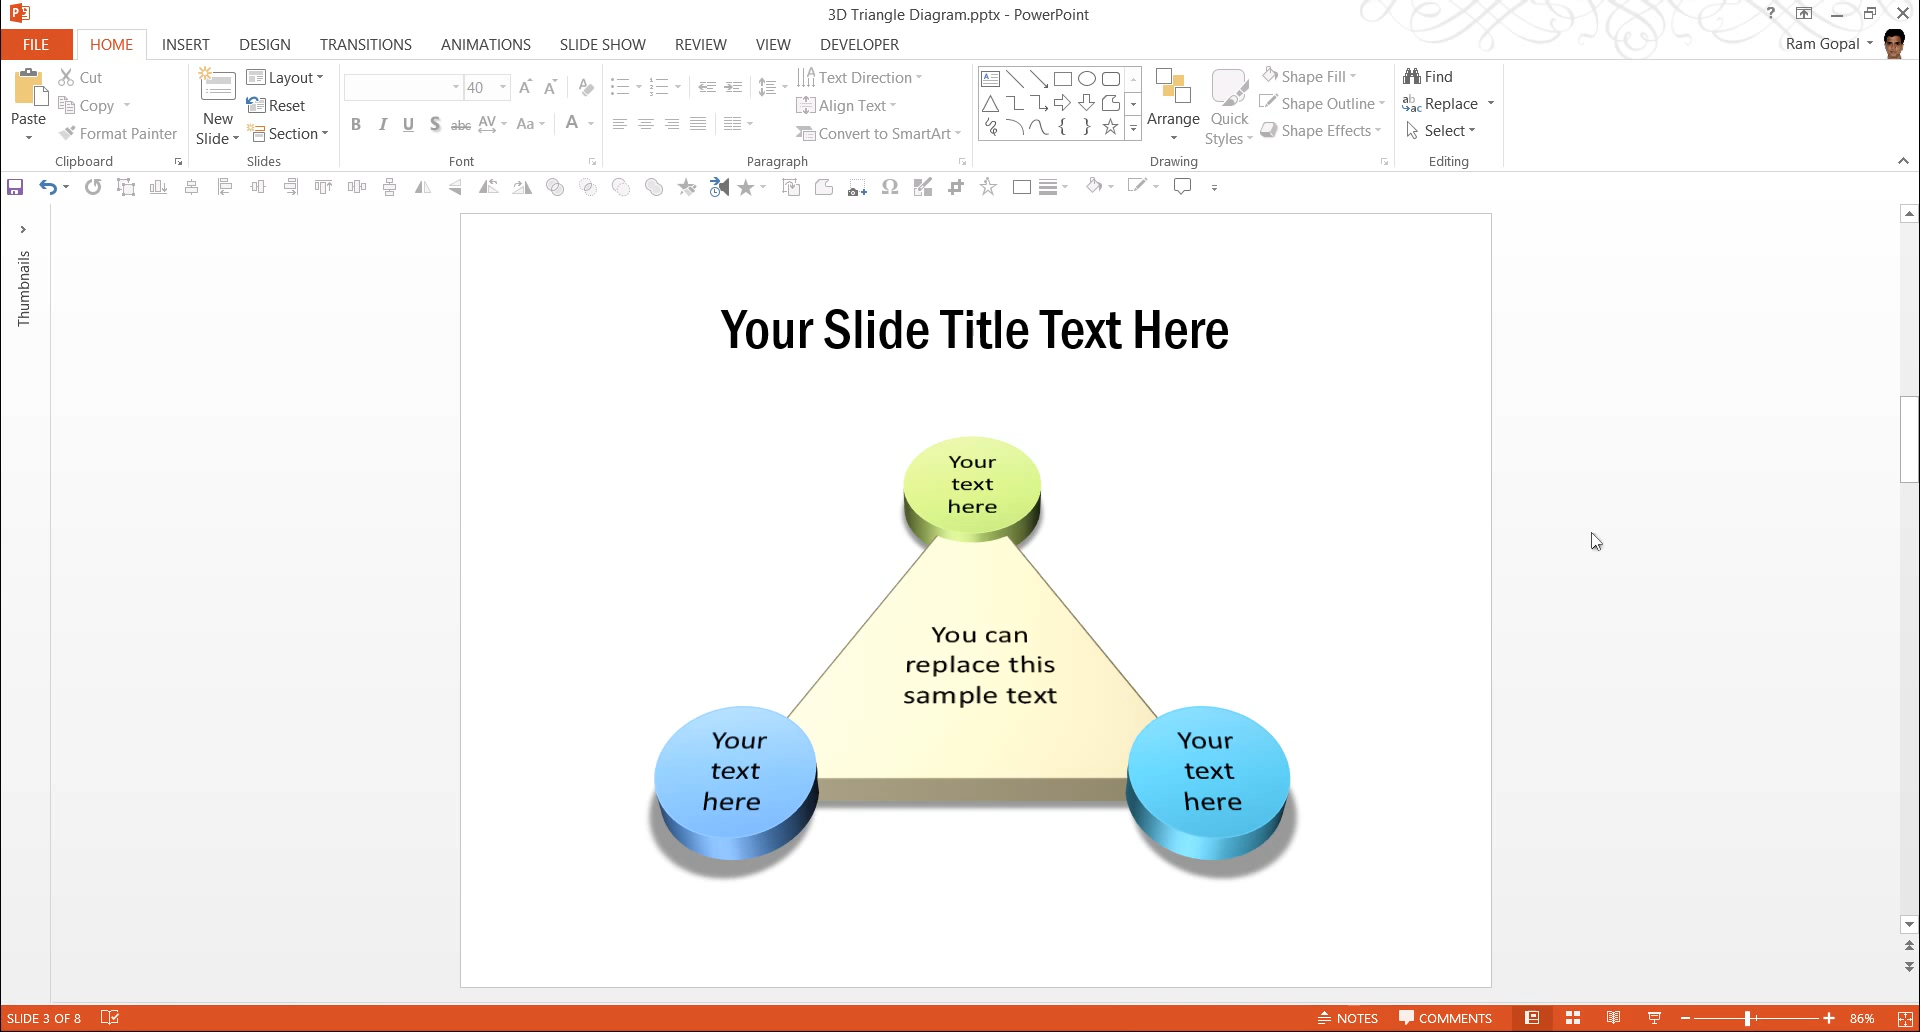 3D Triangle Diagram.pptx - PowerPoint
?
FILE HOME INSERT DESIGN TRANSITIONS ANIMATIONS SLIDE SHOW REVIEW VIEW DEVELOPER Ram Gopal
Paste
Cut
Copy
Format Painter
Clipboard
New
Slide
Layout
Reset
Section
Slides
40
B I U S abc AV Aa A
Font
Text Direction
Align Text
Convert to SmartArt
Paragraph
Arrange
Quick
Styles
Shape Fill
Shape Outline
Shape Effects
Drawing
Find
Replace
Select
Editing
Thumbnails
Your Slide Title Text Here
Your
text
here
You can
replace this
sample text
Your
text
here
Your
text
here
SLIDE 3 OF 8 NOTES COMMENTS 86%